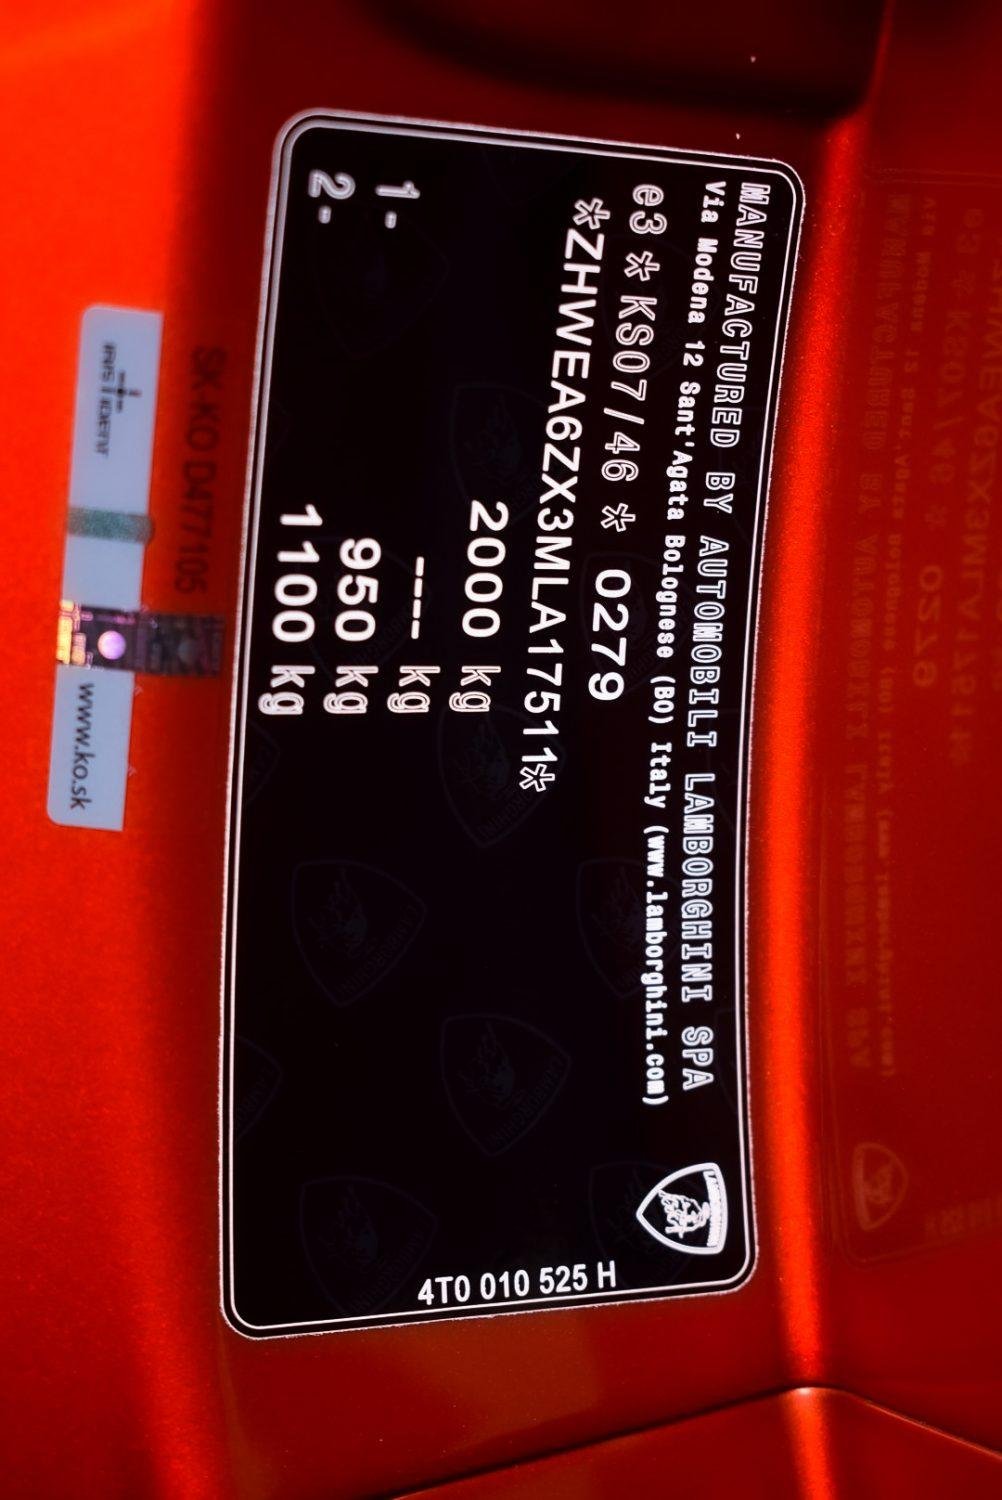 MANUFACTURED BY AUTOMOBILI LAMBORGHINI SPA
Via Modena 12 Sant'Agata Bolognese (BO) Italy (www.lamborghini.com)
e3 * KS07/46 * 0279
*ZHWEA6ZX3MLA17511*
2000 kg
---- kg
1- 950 kg
2- 1100 kg
LAMBORGHINI
4T0 010 525 H
SK-KO D477105
www.ko.sk